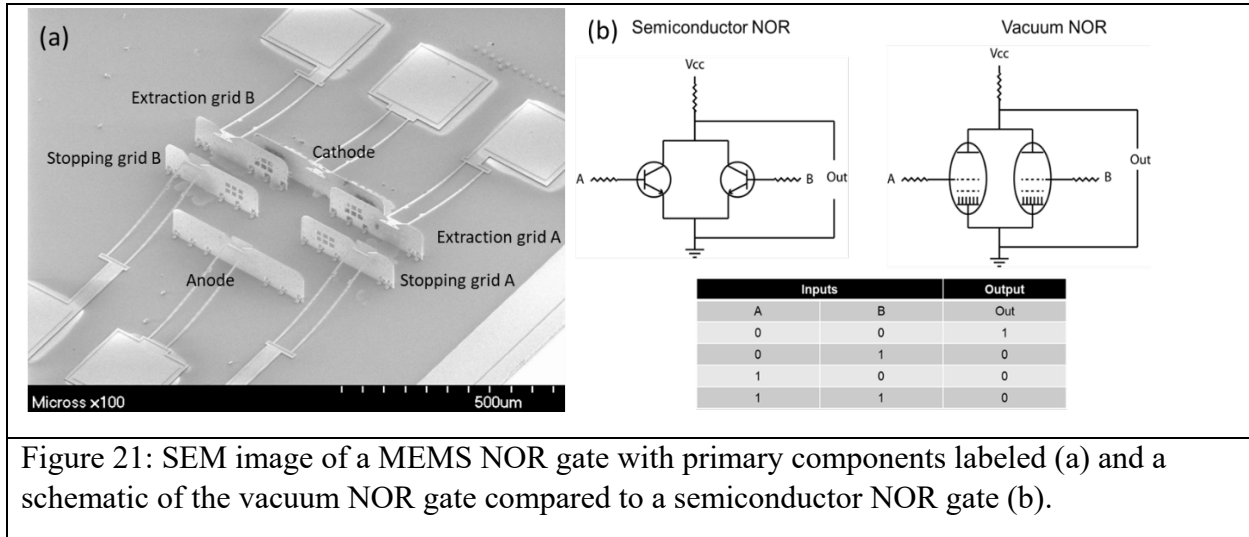 (a)
Extraction grid B
Stopping grid B
Cathode
Extraction grid A
Anode
Stopping grid A
Micross x100
500um
(b)
Semiconductor NOR
Vacuum NOR
Vcc
Vcc
A
B
Out
A
B
Out
Inputs Output
A B Out
0 0 1
0 1 0
1 0 0
1 1 0
Figure 21: SEM image of a MEMS NOR gate with primary components labeled (a) and a
schematic of the vacuum NOR gate compared to a semiconductor NOR gate (b).